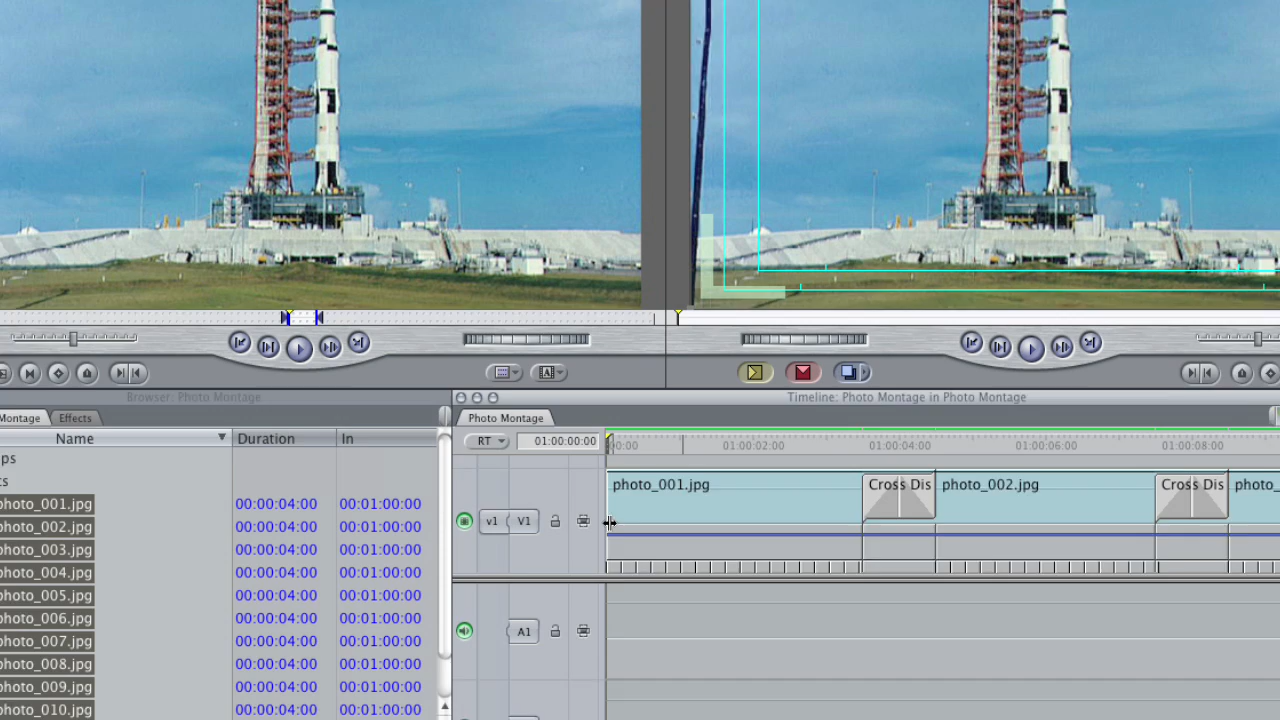 Browser: Photo Montage
Timeline: Photo Montage in Photo Montage
Montage
Effects
Photo Montage
Name
Duration
In
RT
01:00:00:00
00:00
01:00:02:00
01:00:04:00
01:00:06:00
01:00:08:00
ps
ts
photo_001.jpg
00:00:04:00
00:01:00:00
photo_002.jpg
00:00:04:00
00:01:00:00
photo_003.jpg
00:00:04:00
00:01:00:00
photo_004.jpg
00:00:04:00
00:01:00:00
photo_005.jpg
00:00:04:00
00:01:00:00
photo_006.jpg
00:00:04:00
00:01:00:00
photo_007.jpg
00:00:04:00
00:01:00:00
photo_008.jpg
00:00:04:00
00:01:00:00
photo_009.jpg
00:00:04:00
00:01:00:00
photo_010.jpg
00:00:04:00
00:01:00:00
photo_001.jpg
Cross Dis
photo_002.jpg
Cross Dis
photo_
v1
V1
A1
A